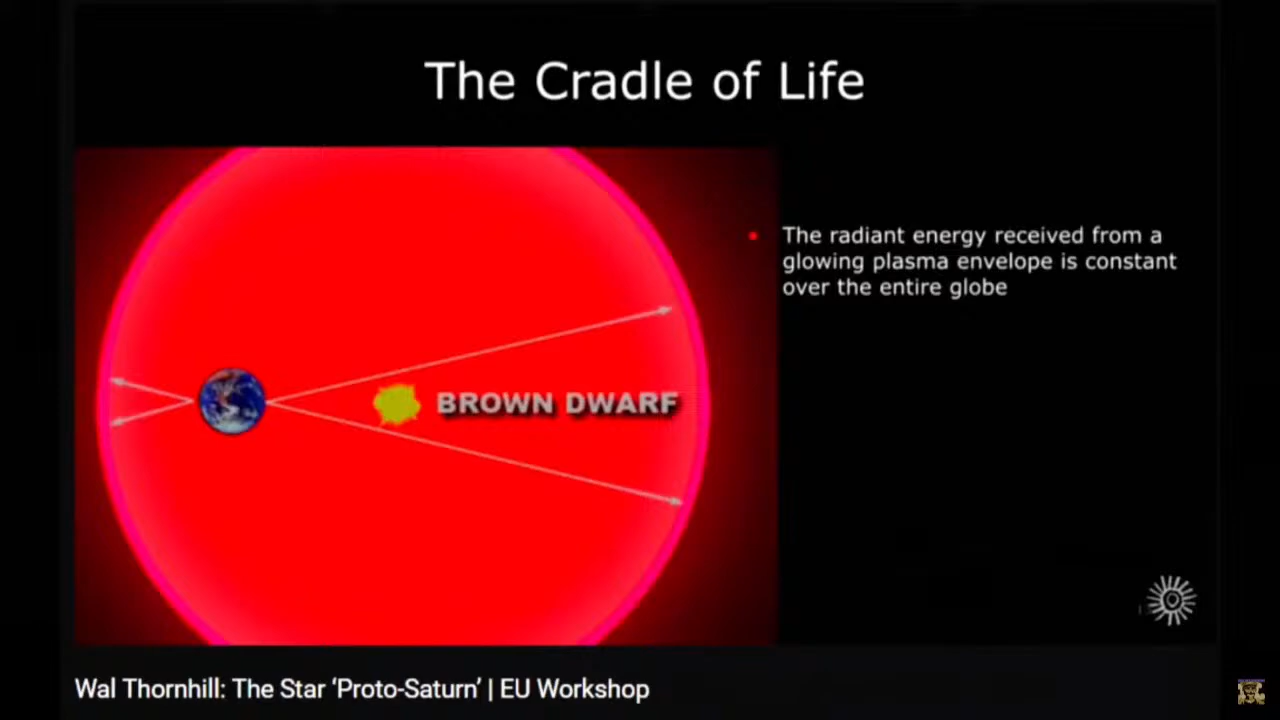 The Cradle of Life
The radiant energy received from a
glowing plasma envelope is constant
over the entire globe
BROWN DWARF
Wal Thornhill: The Star ‘Proto-Saturn’ | EU Workshop